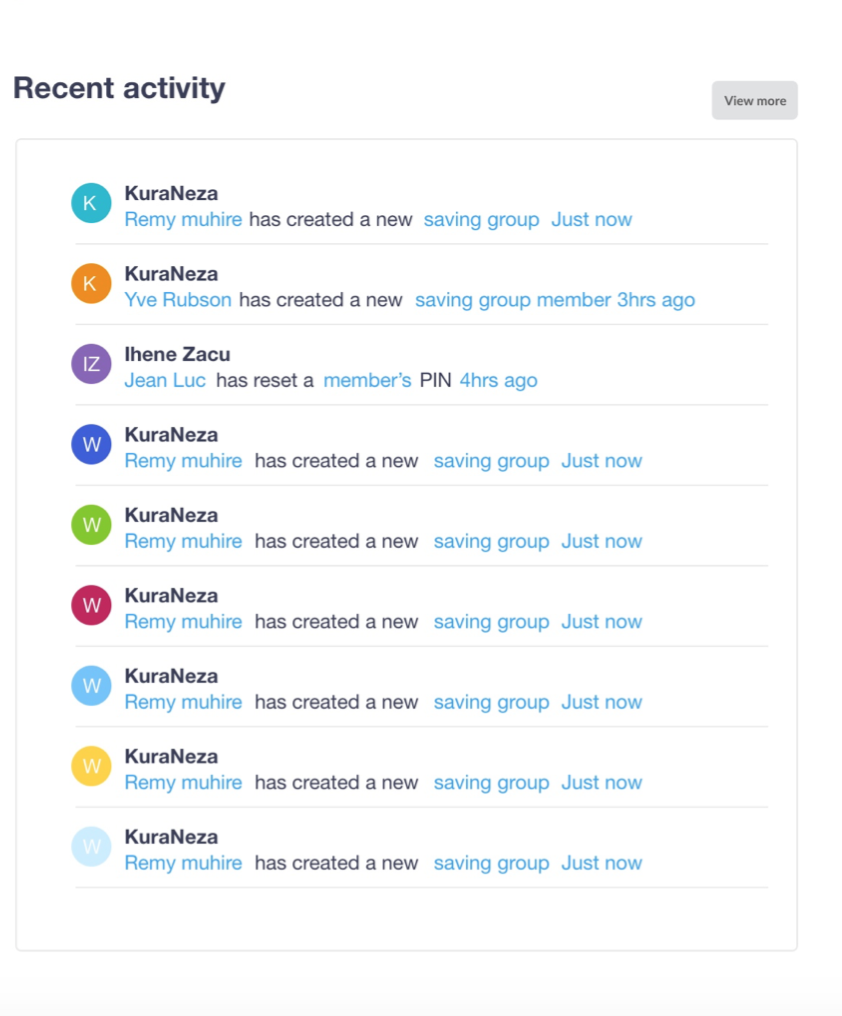 Recent activity
View more
K
KuraNeza
Remy muhire has created a new saving group Just now
K
KuraNeza
Yve Rubson has created a new saving group member 3hrs ago
IZ
Ihene Zacu
Jean Luc has reset a member's PIN 4hrs ago
W
KuraNeza
Remy muhire has created a new saving group Just now
W
KuraNeza
Remy muhire has created a new saving group Just now
W
KuraNeza
Remy muhire has created a new saving group Just now
W
KuraNeza
Remy muhire has created a new saving group Just now
W
KuraNeza
Remy muhire has created a new saving group Just now
W
KuraNeza
Remy muhire has created a new saving group Just now